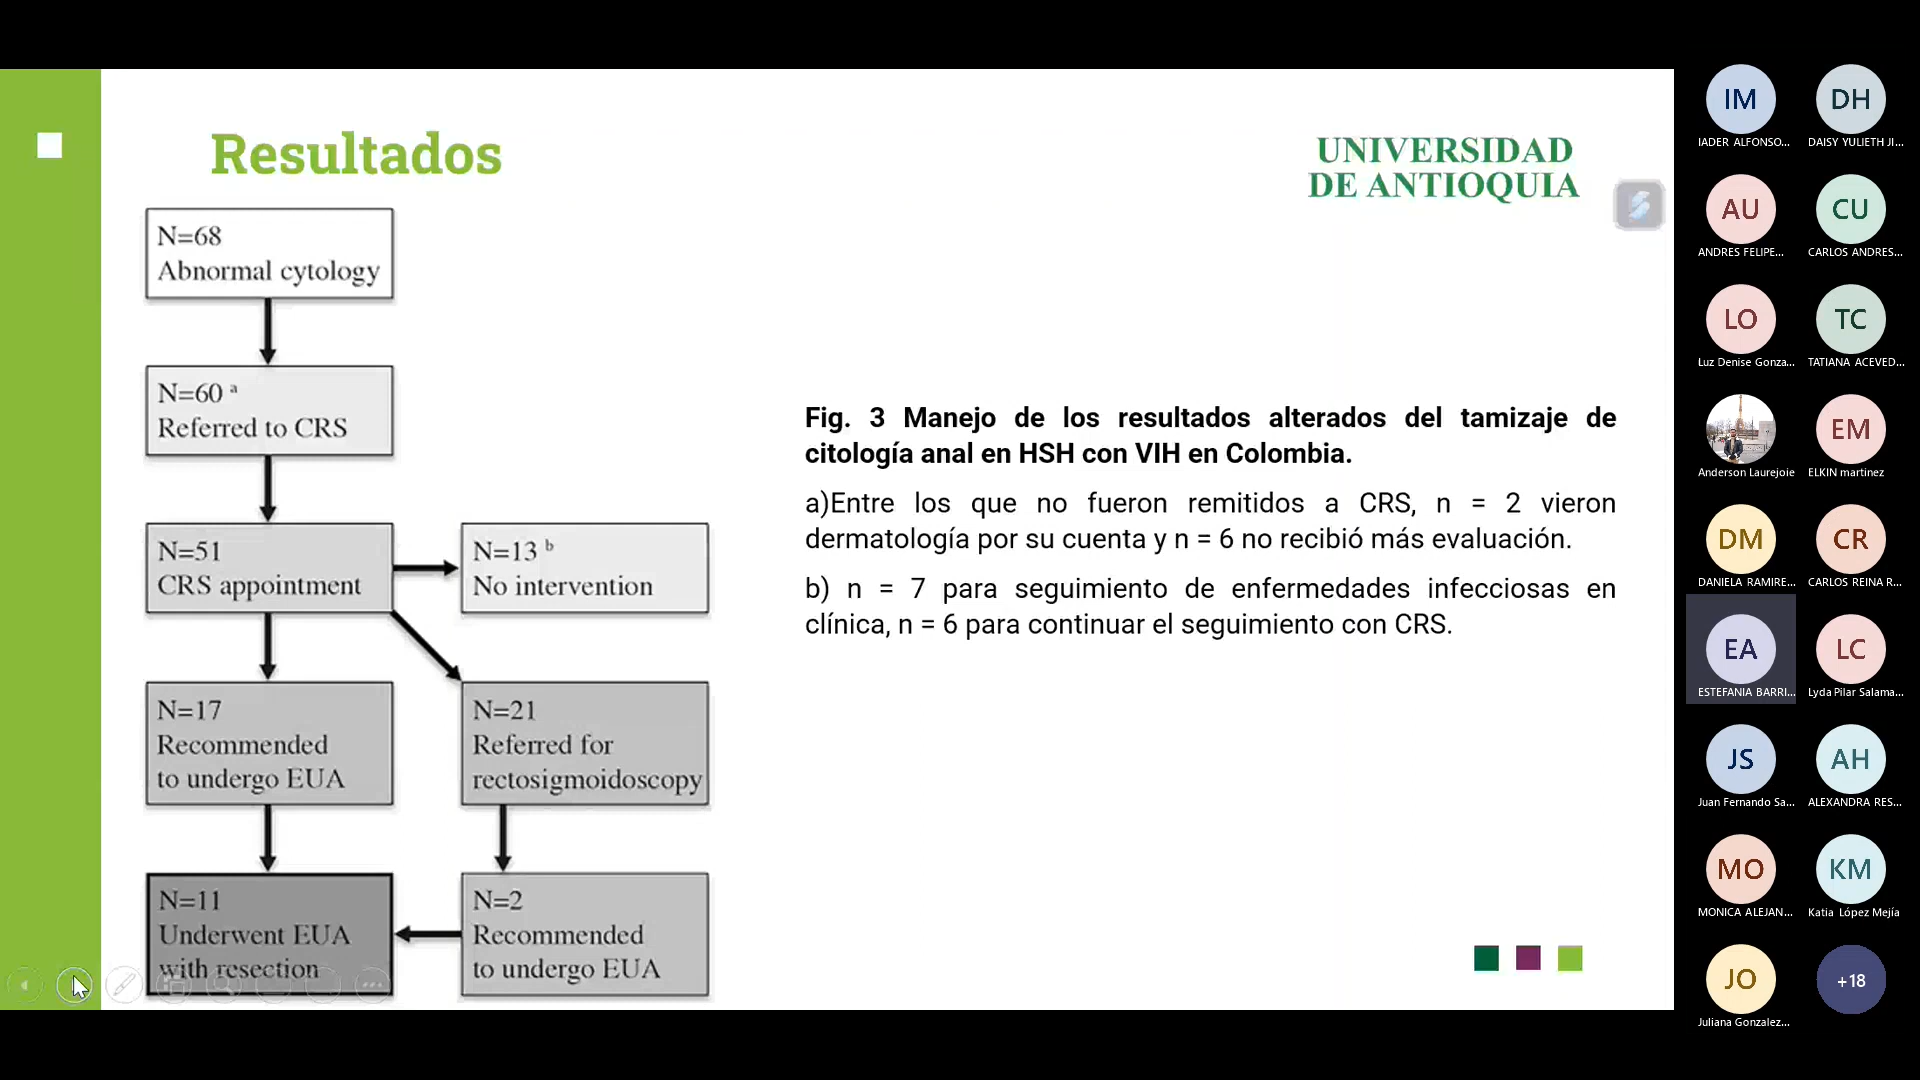 Resultados
UNIVERSIDAD
DE ANTIOQUIA
N=68
Abnormal cytology
N=60 a
Referred to CRS
N=51
CRS appointment
N=13 b
No intervention
N=17
Recommended
to undergo EUA
N=21
Referred for
rectosigmoidoscopy
N=11
Underwent EUA
with resection
N=2
Recommended
to undergo EUA
Fig. 3 Manejo de los resultados alterados del tamizaje de
citología anal en HSH con VIH en Colombia.
a)Entre los que no fueron remitidos a CRS, n = 2 vieron
dermatología por su cuenta y n = 6 no recibió más evaluación.
b) n = 7 para seguimiento de enfermedades infecciosas en
clínica, n = 6 para continuar el seguimiento con CRS.
IM
IADER ALFONSO...
DH
DAISY YULIETH JI...
AU
ANDRES FELIPE...
CU
CARLOS ANDRES...
LO
Luz Denise Gonza...
TC
TATIANA ACEVED...
Anderson Laurejoie
EM
ELKIN martinez
DM
DANIELA RAMIRE...
CR
CARLOS REINA R...
EA
ESTEFANIA BARRI...
LC
Lyda Pilar Salama...
JS
Juan Fernando Sa...
AH
ALEXANDRA RES...
MO
MONICA ALEJAN...
KM
Katia López Mejía
JO
Juliana Gonzalez...
+18